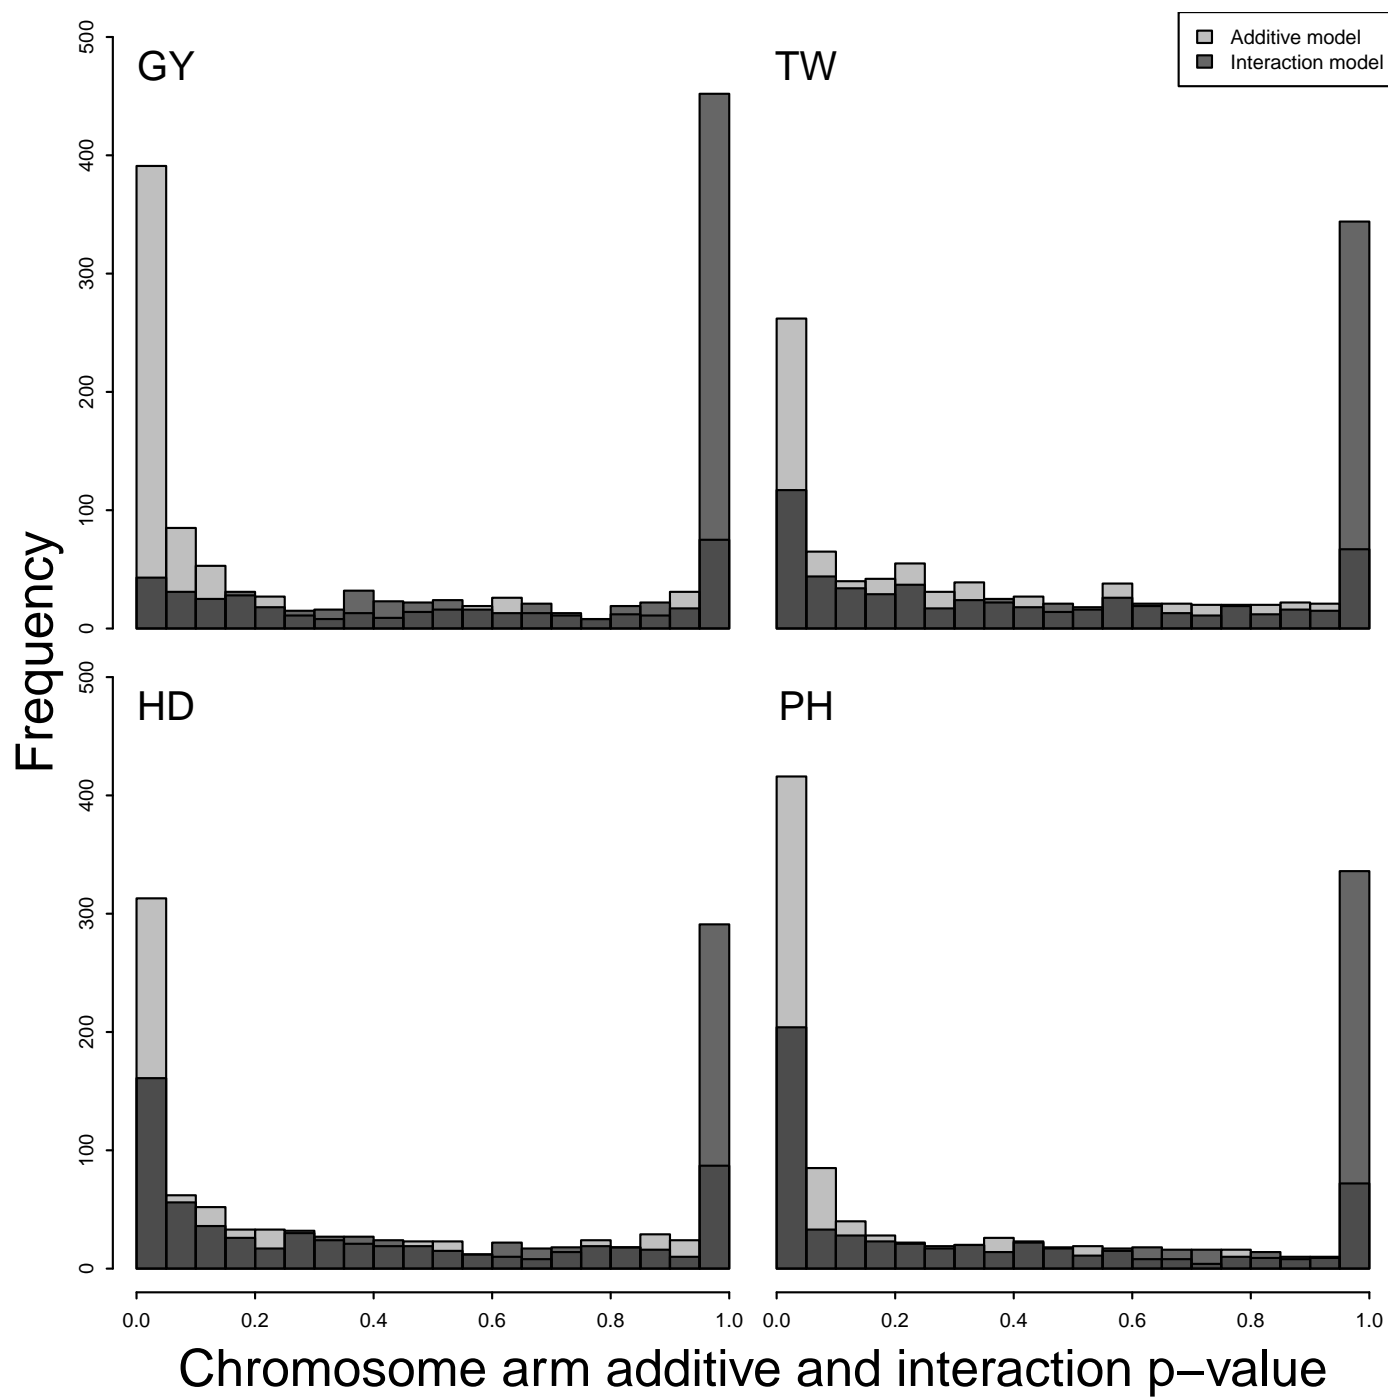 GY
TW
Additive model
Interaction model
500
400
300
200
100
0
HD
PH
500
400
300
200
100
0
Frequency
0.0 0.2 0.4 0.6 0.8 1.0
0.0 0.2 0.4 0.6 0.8 1.0
Chromosome arm additive and interaction p−value